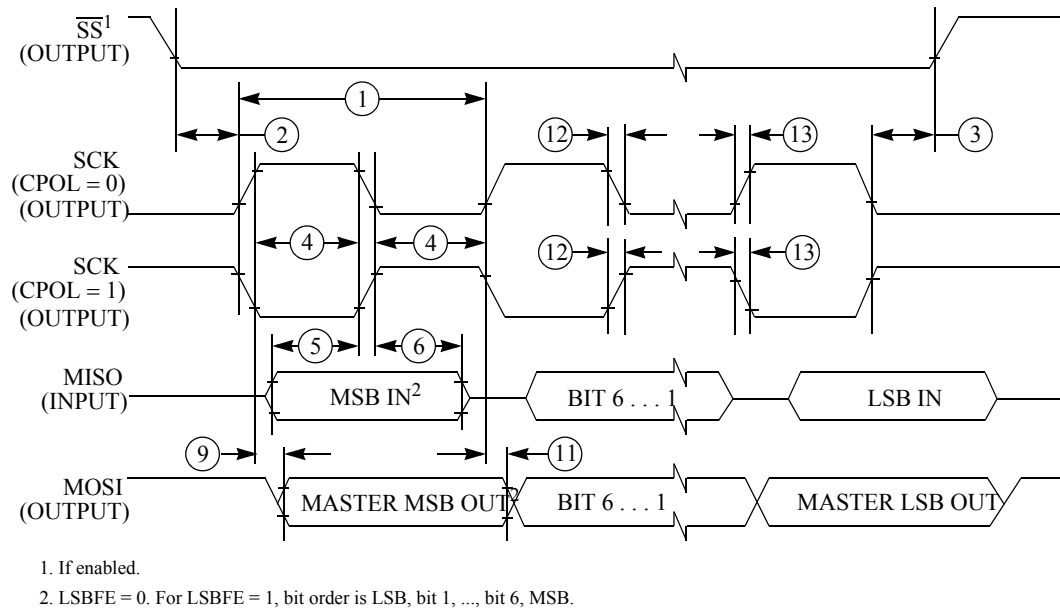 SS¹
(OUTPUT)
1
2
12
13
3
SCK
(CPOL = 0)
(OUTPUT)
4
4
SCK
(CPOL = 1)
(OUTPUT)
12
13
5
6
MISO
(INPUT)
MSB IN²
BIT 6 . . . 1
LSB IN
9
11
MOSI
(OUTPUT)
MASTER MSB OUT²
BIT 6 . . . 1
MASTER LSB OUT
1. If enabled.
2. LSBFE = 0. For LSBFE = 1, bit order is LSB, bit 1, ..., bit 6, MSB.